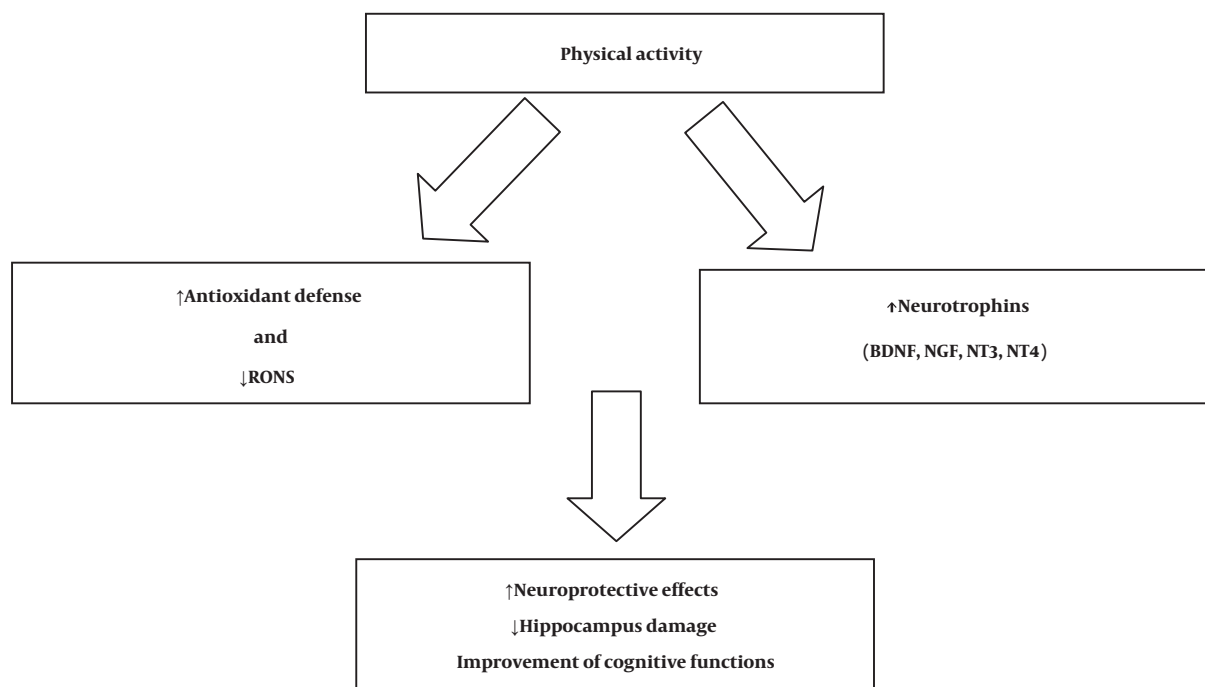 Physical activity
↑Antioxidant defense
and
↓RONS
↑Neurotrophins
(BDNF, NGF, NT3, NT4)
↑Neuroprotective effects
↓Hippocampus damage
Improvement of cognitive functions